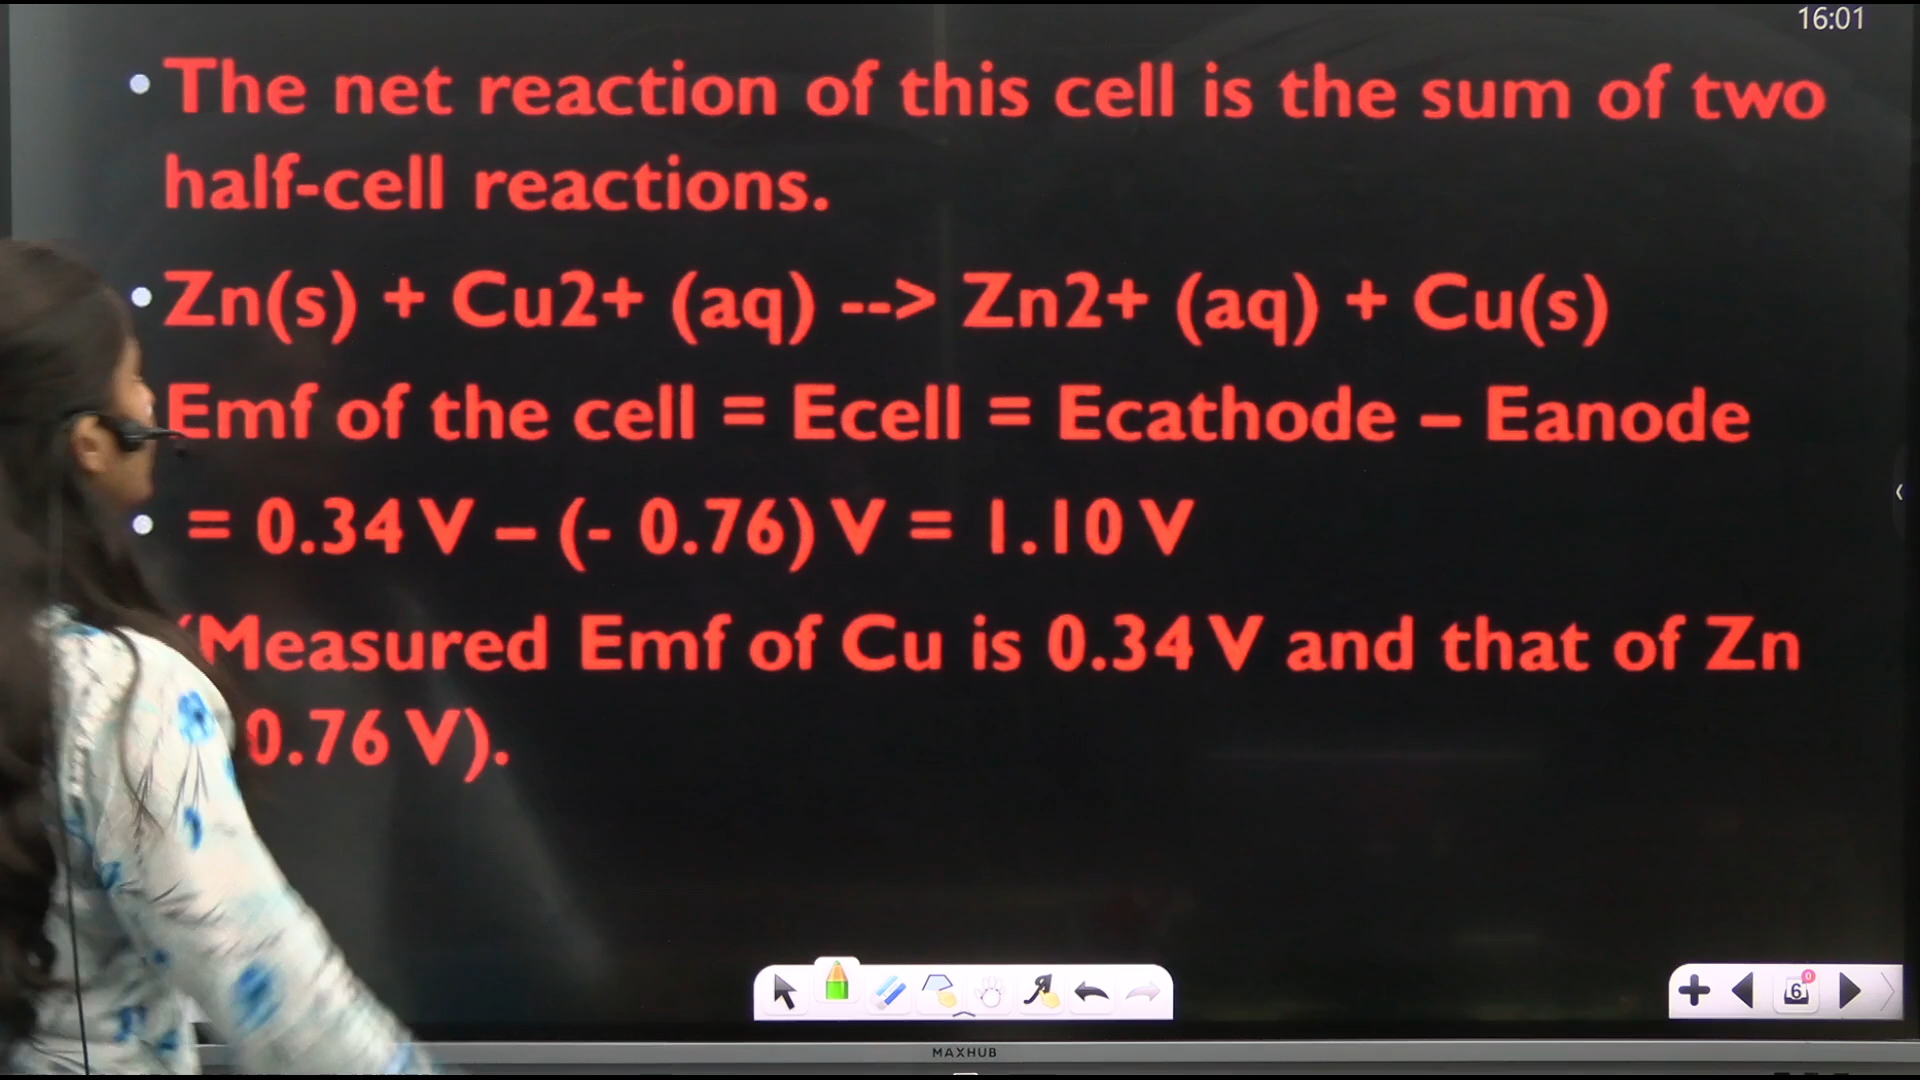 16:01
• The net reaction of this cell is the sum of two
half-cell reactions.
• Zn(s) + Cu2+ (aq) --> Zn2+ (aq) + Cu(s)
Emf of the cell = Ecell = Ecathode – Eanode
• = 0.34 V – (- 0.76) V = 1.10 V
(Measured Emf of Cu is 0.34 V and that of Zn
0.76 V).
6
0
MAXHUB